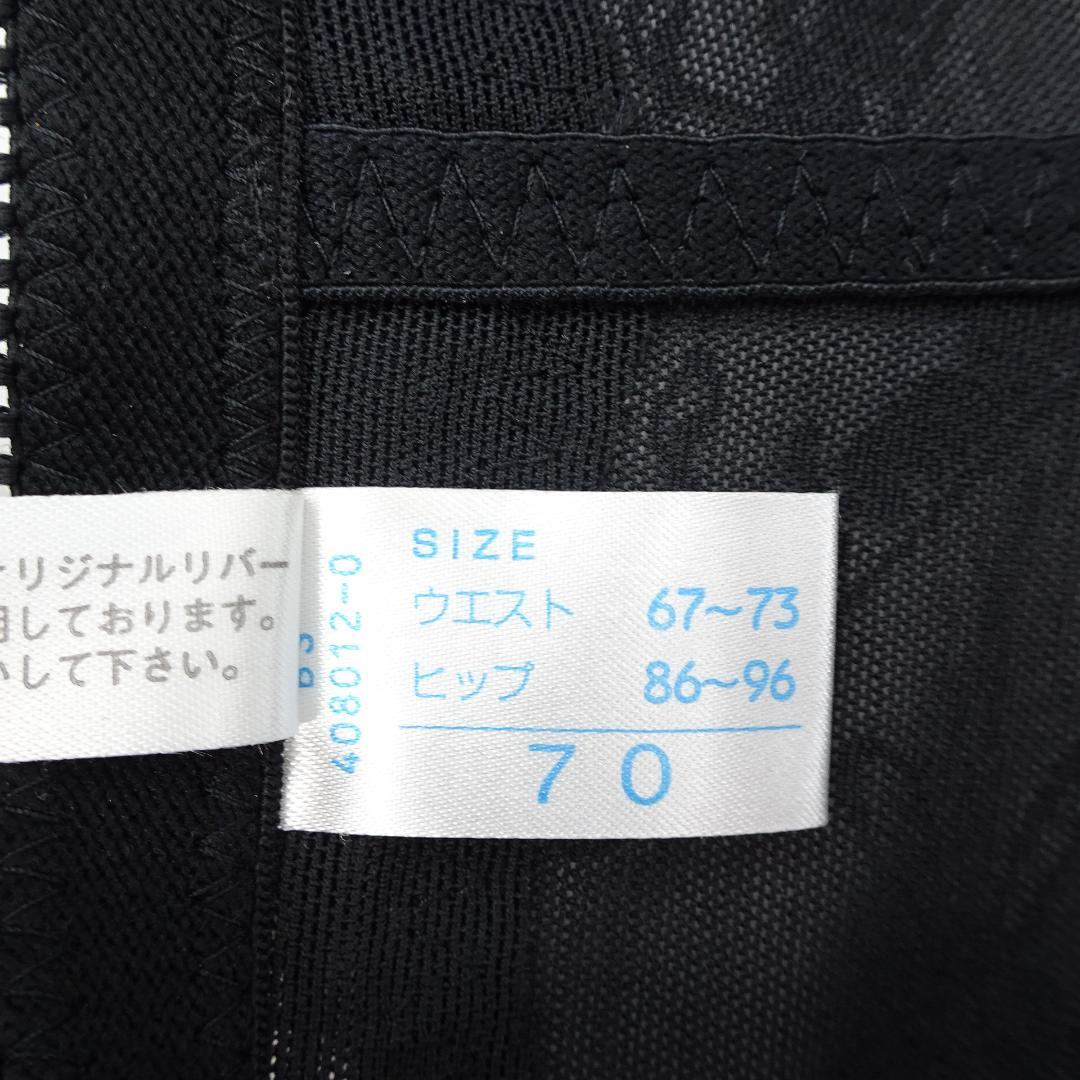 オリジナルリバー
用しております。
いして下さい。
408012-0
SIZE
ウエスト 67~73
ヒップ 86~96
70